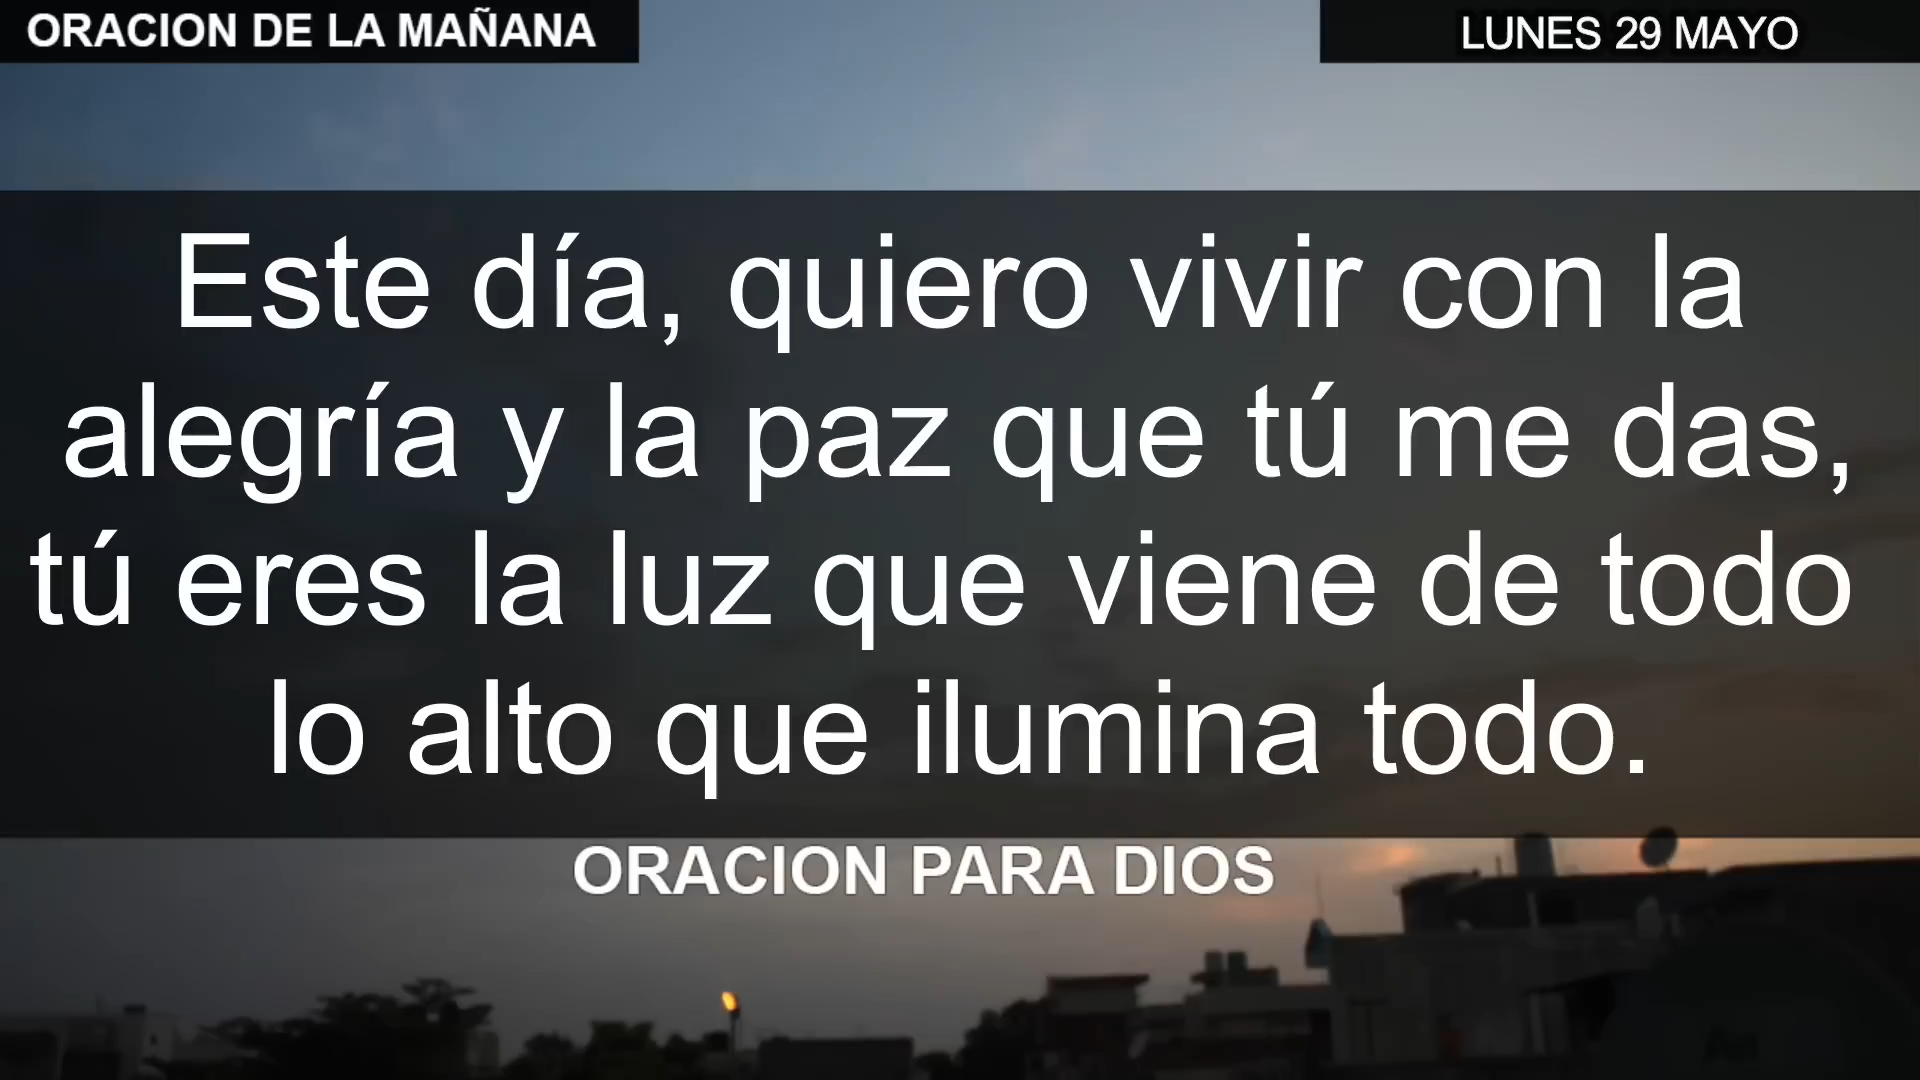 ORACION DE LA MAÑANA
LUNES 29 MAYO
Este día, quiero vivir con la
alegría y la paz que tú me das,
tú eres la luz que viene de todo
lo alto que ilumina todo.
ORACION PARA DIOS